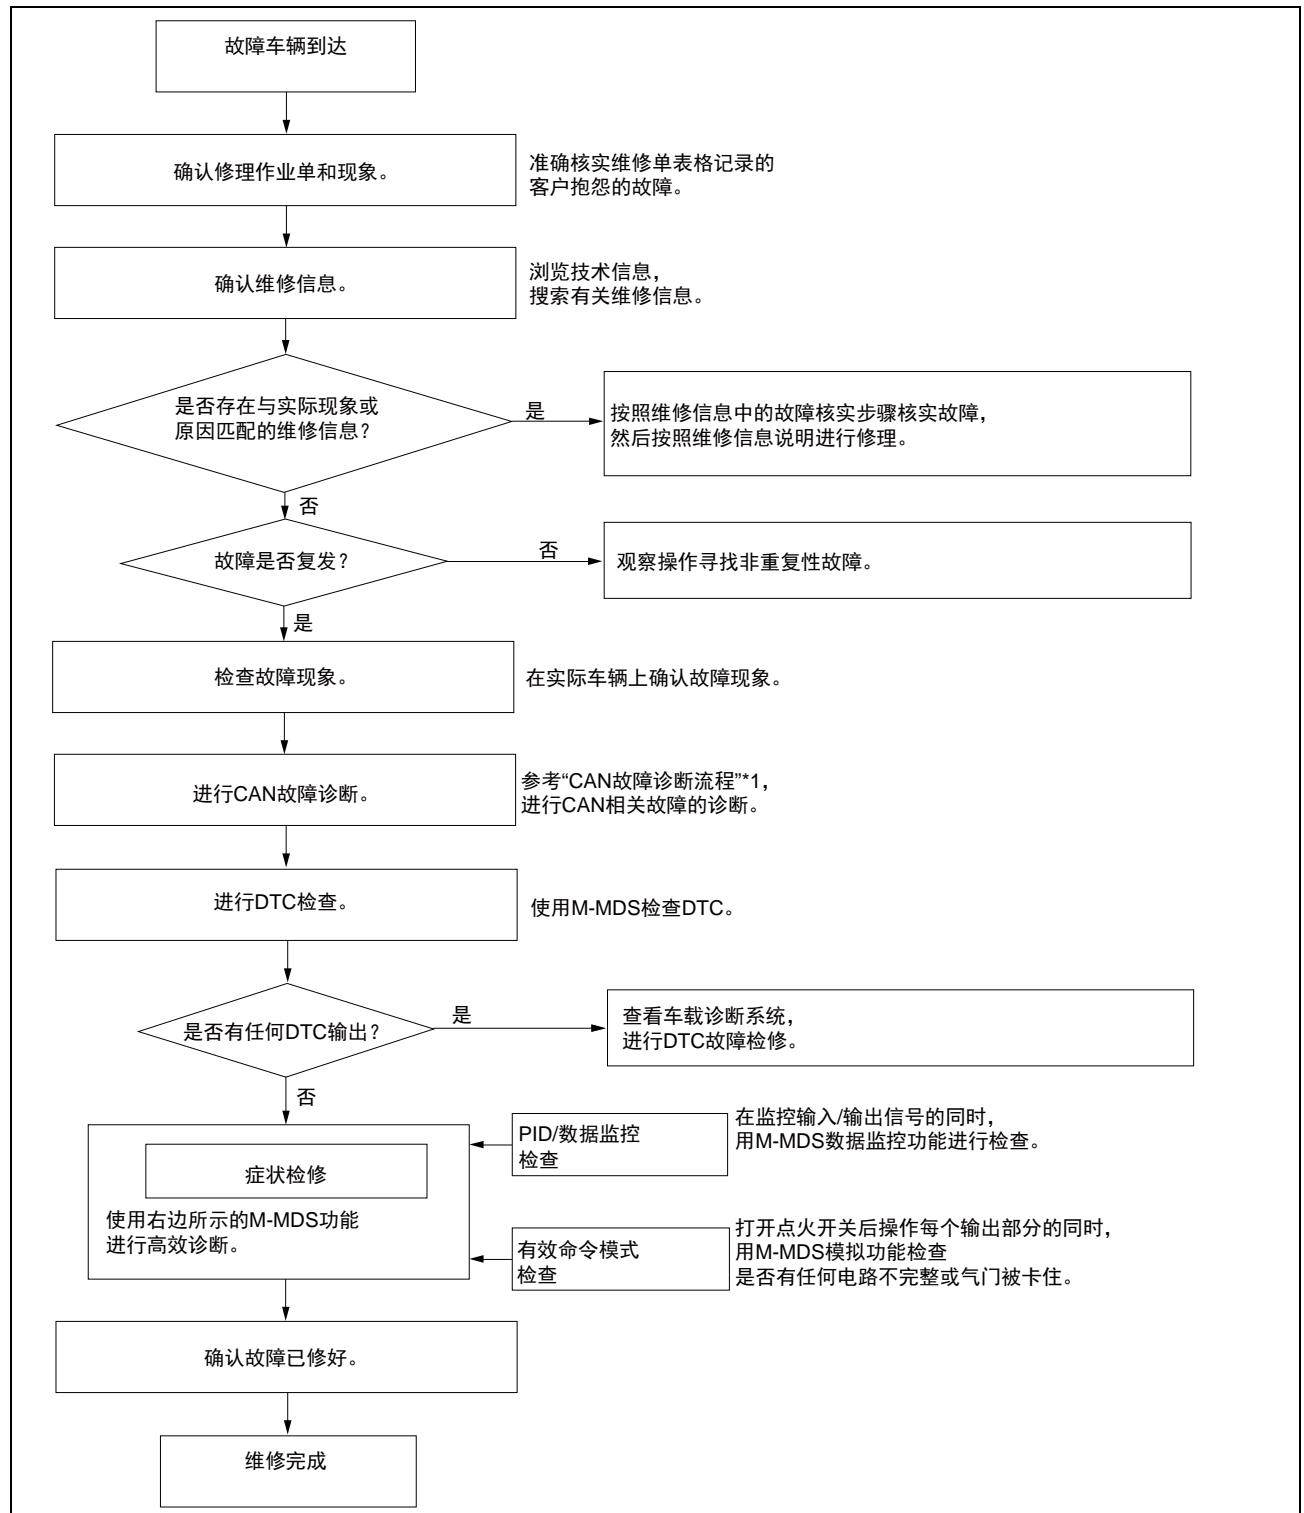 故障车辆到达
确认修理作业单和现象。
准确核实维修单表格记录的
客户抱怨的故障。
确认维修信息。
浏览技术信息，
搜索有关维修信息。
是否存在与实际现象或
原因匹配的维修信息？
是
按照维修信息中的故障核实步骤核实故障，
然后按照维修信息说明进行修理。
否
故障是否复发？
否
观察操作寻找非重复性故障。
是
检查故障现象。
在实际车辆上确认故障现象。
进行CAN故障诊断。
参考“CAN故障诊断流程”*1，
进行CAN相关故障的诊断。
进行DTC检查。
使用M-MDS检查DTC。
是否有任何DTC输出？
是
查看车载诊断系统，
进行DTC故障检修。
否
PID/数据监控
检查
在监控输入/输出信号的同时，
用M-MDS数据监控功能进行检查。
症状检修
使用右边所示的M-MDS功能
进行高效诊断。
有效命令模式
检查
打开点火开关后操作每个输出部分的同时，
用M-MDS模拟功能检查
是否有任何电路不完整或气门被卡住。
确认故障已修好。
维修完成